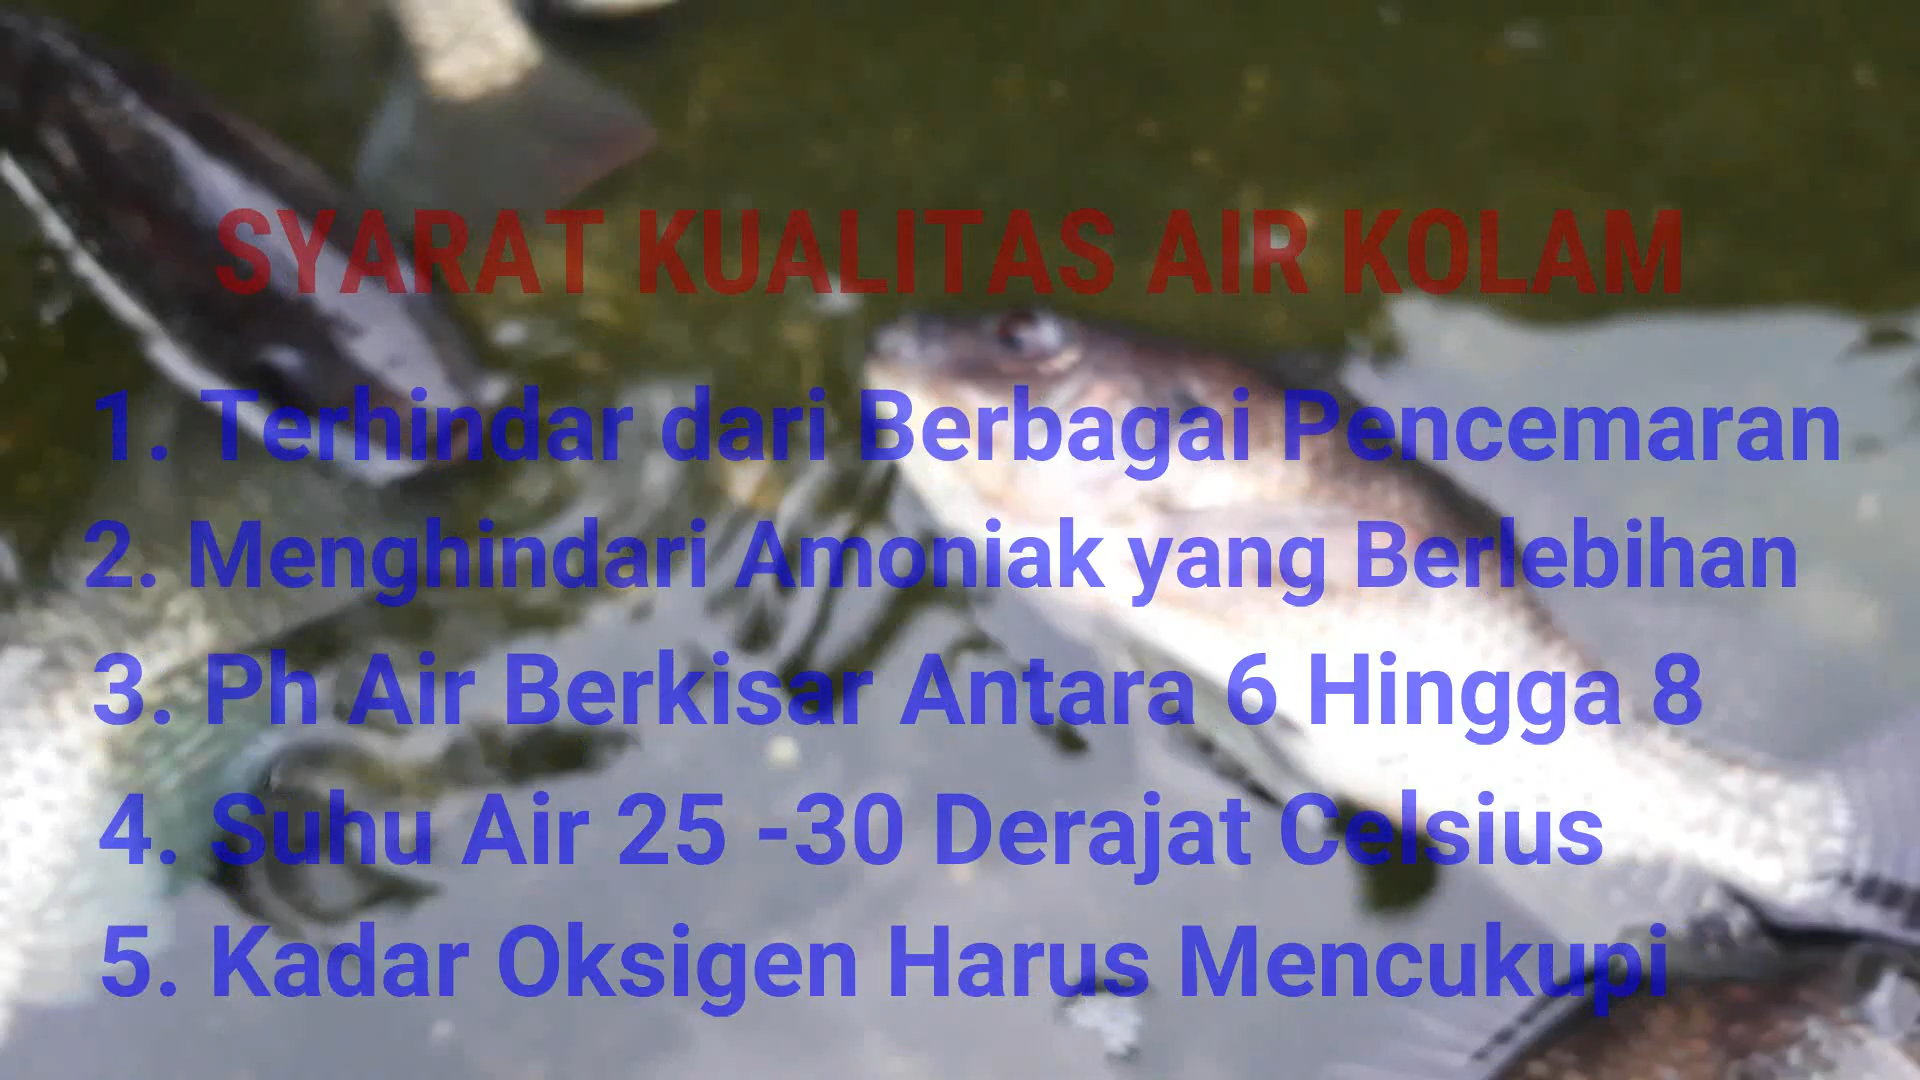 SYARAT KUALITAS AIR KOLAM
1. Terhindar dari Berbagai Pencemaran
2. Menghindari Amoniak yang Berlebihan
3. Ph Air Berkisar Antara 6 Hingga 8
4. Suhu Air 25 -30 Derajat Celsius
5. Kadar Oksigen Harus Mencukupi